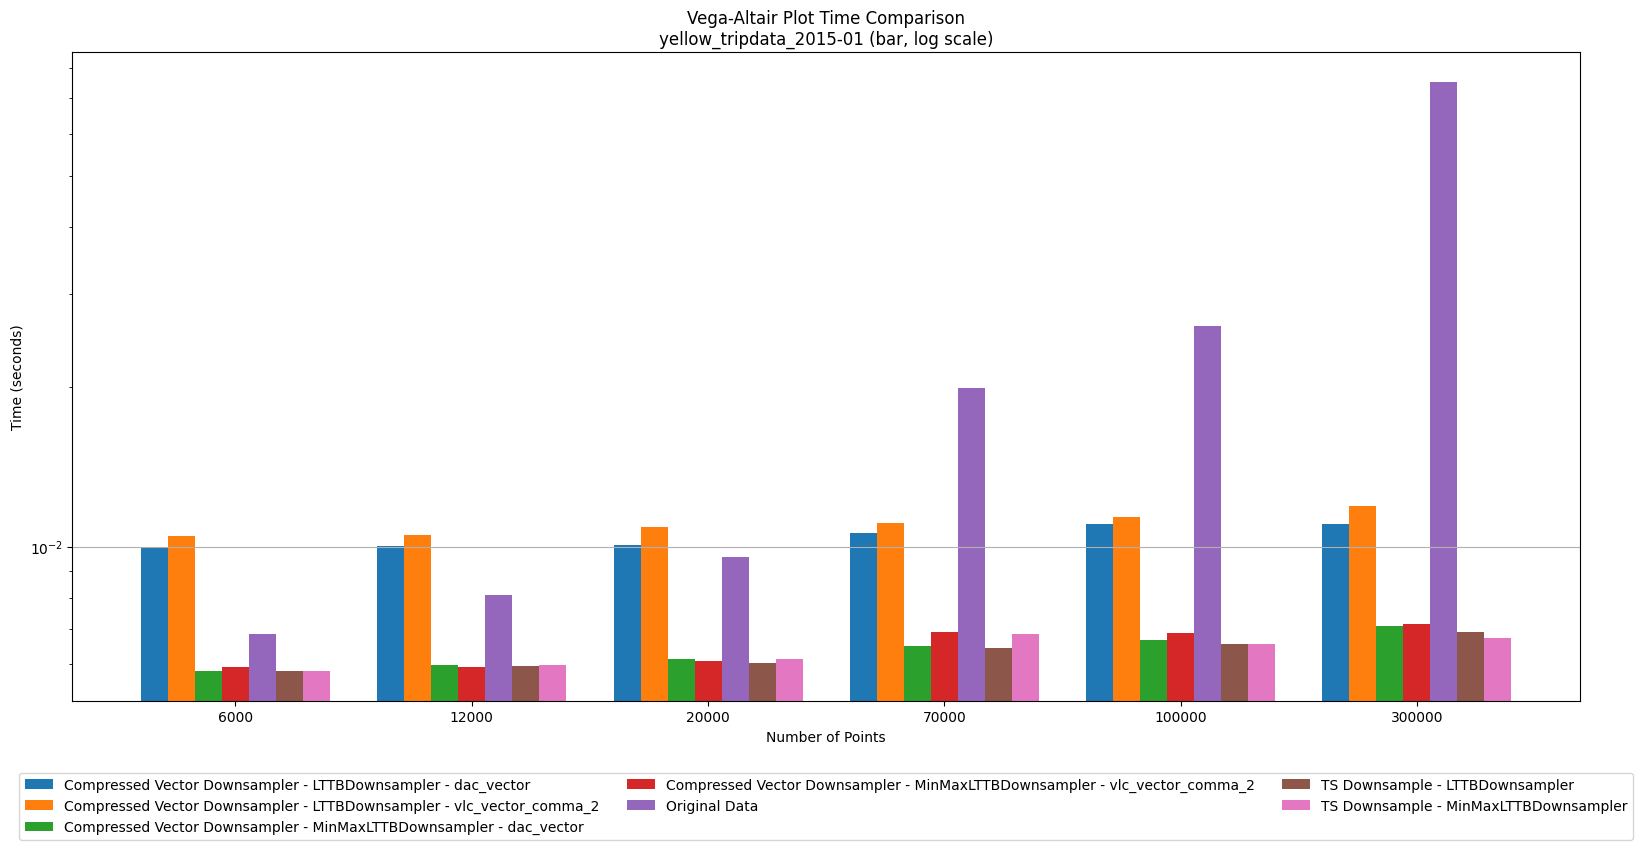 Vega-Altair Plot Time Comparison
yellow_tripdata_2015-01 (bar, log scale)
Time (seconds)
10⁻²
6000 12000 20000 70000 100000 300000
Number of Points
Compressed Vector Downsampler - LTTBDownsampler - dac_vector
Compressed Vector Downsampler - LTTBDownsampler - vlc_vector_comma_2
Compressed Vector Downsampler - MinMaxLTTBDownsampler - dac_vector
Compressed Vector Downsampler - MinMaxLTTBDownsampler - vlc_vector_comma_2
Original Data
TS Downsample - LTTBDownsampler
TS Downsample - MinMaxLTTBDownsampler